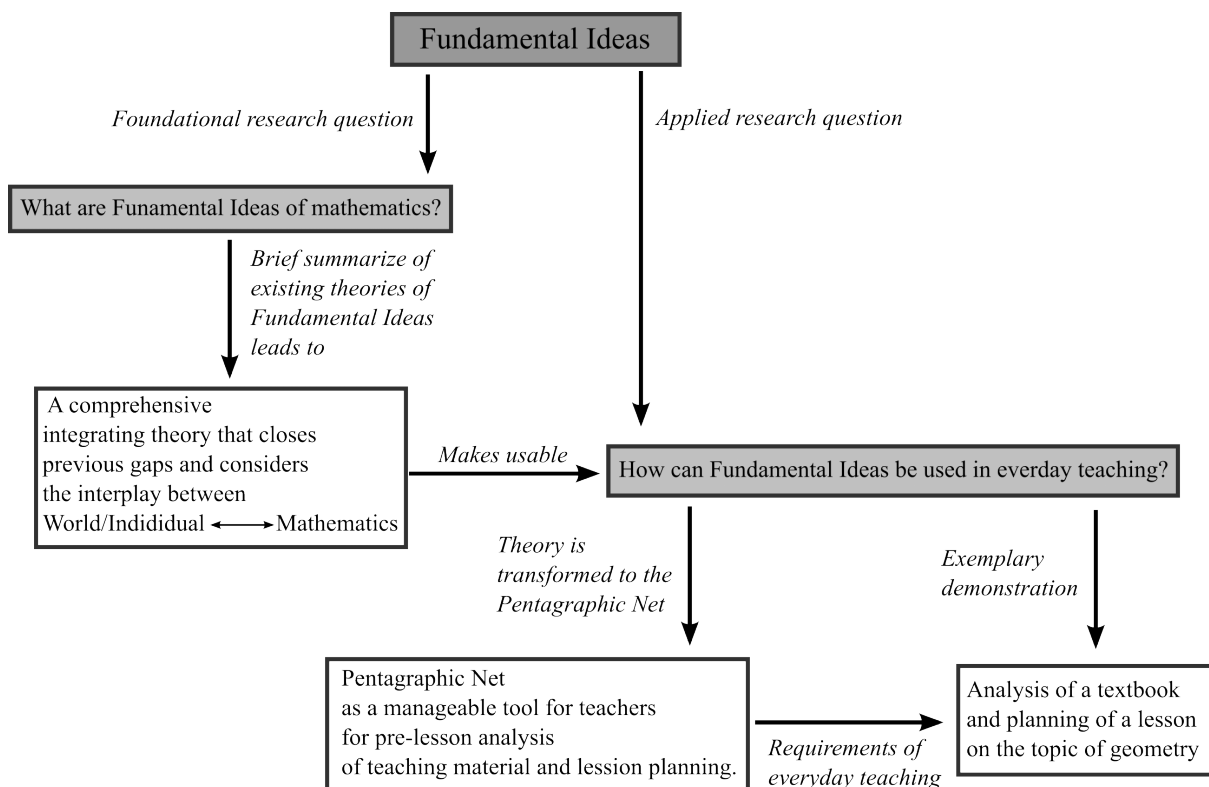 Fundamental Ideas
Foundational research question
Applied research question
What are Funamental Ideas of mathematics?
Brief summarize of
existing theories of
Fundamental Ideas
leads to
A comprehensive
integrating theory that closes
previous gaps and considers
the interplay between
World/Indididual Mathematics
Makes usable
How can Fundamental Ideas be used in everday teaching?
Theory is
transformed to the
Pentagraphic Net
Exemplary
demonstration
Pentagraphic Net
as a manageable tool for teachers
for pre-lesson analysis
of teaching material and lession planning.
Requirements of
everyday teaching
Analysis of a textbook
and planning of a lesson
on the topic of geometry